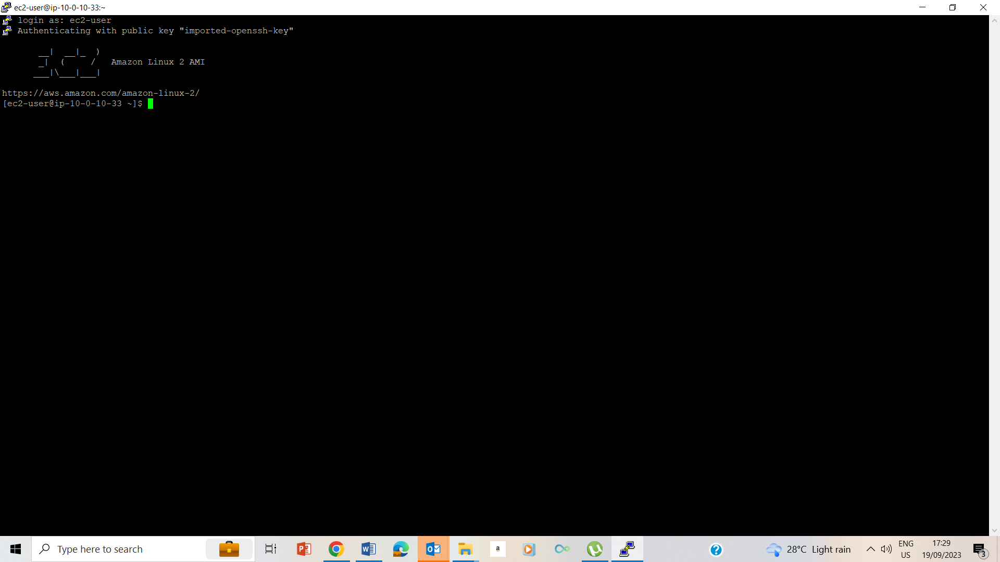 ec2-user@ip-10-0-10-33:~
login as: ec2-user
Authenticating with public key "imported-openssh-key"
       __|  __|_  )
       _|  (     /   Amazon Linux 2 AMI
      ___|\___|___|
https://aws.amazon.com/amazon-linux-2/
[ec2-user@ip-10-0-10-33 ~]$
Type here to search
a
28°C Light rain
ENG
US
17:29
19/09/2023
3